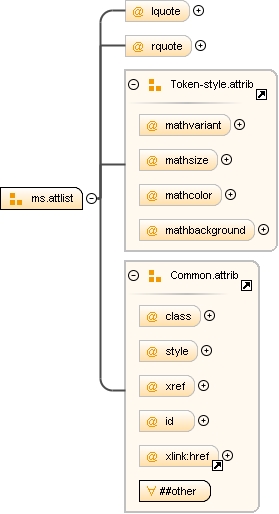 @ lquote
@ rquote
Token-style.attrib
@ mathvariant
@ mathsize
@ mathcolor
@ mathbackground
ms.attlist
Common.attrib
@ class
@ style
@ xref
@ id
@ xlink:href
∀ ##other